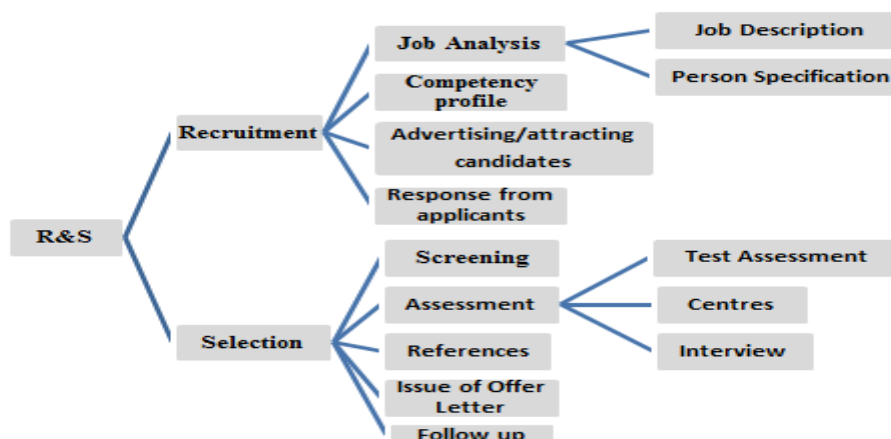 R&S
Recruitment
Job Analysis
Job Description
Person Specification
Competency
profile
Advertising/attracting
candidates
Response from
applicants
Selection
Screening
Assessment
Test Assessment
Centres
Interview
References
Issue of Offer
Letter
Follow up